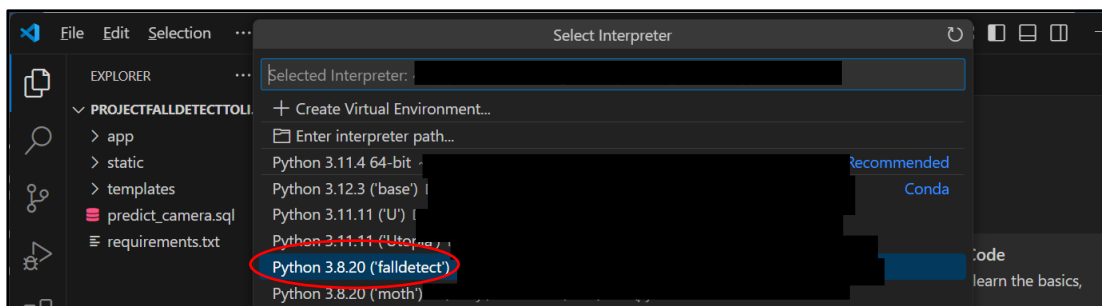 File Edit Selection ···
Select Interpreter
EXPLORER ···
Selected Interpreter:
PROJECTFALLDETECTTOLI
+ Create Virtual Environment...
> app
Enter interpreter path...
> static
Python 3.11.4 64-bit
Recommended
> templates
Python 3.12.3 ('base')
Conda
predict_camera.sql
Python 3.11.11 ('U')
requirements.txt
Python 3.11.11 ('Utopia')
Python 3.8.20 ('falldetect')
Code
Python 3.8.20 ('moth')
learn the basics,